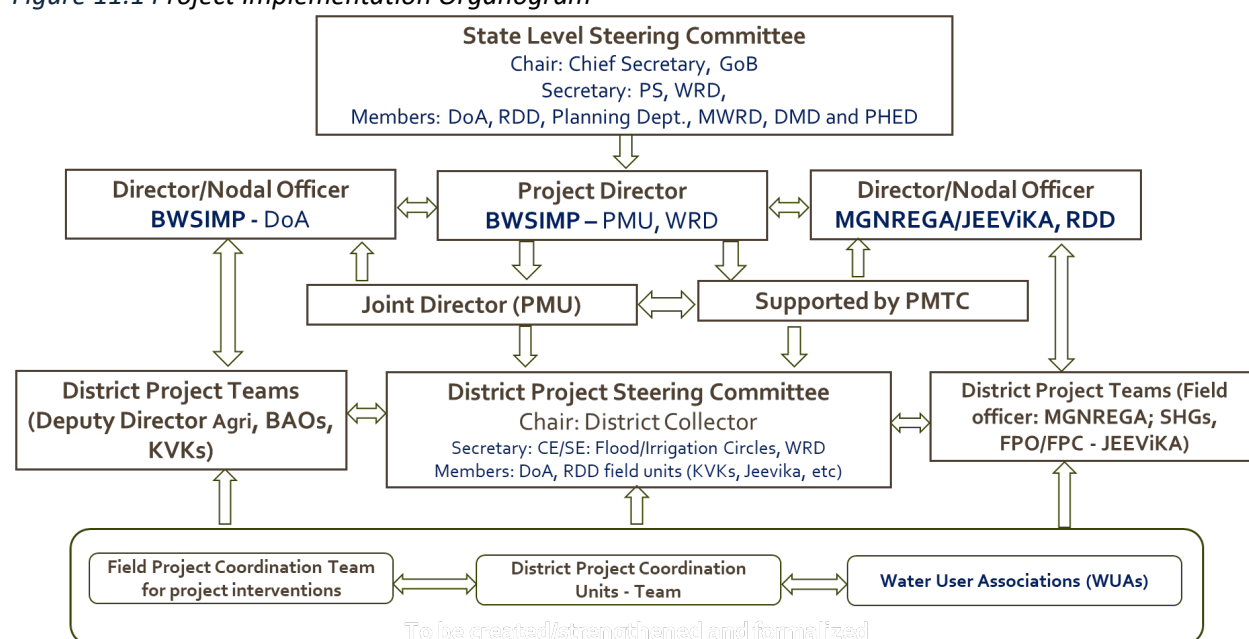 Figure 11.1 Project Implementation Organogram
State Level Steering Committee
Chair: Chief Secretary, GoB
Secretary: PS, WRD,
Members: DoA, RDD, Planning Dept., MWRD, DMD and PHED
Director/Nodal Officer
BWSIMP - DoA
Project Director
BWSIMP – PMU, WRD
Director/Nodal Officer
MGNREGA/JEEViKA, RDD
Joint Director (PMU)
Supported by PMTC
District Project Teams
(Deputy Director Agri, BAOs,
KVKs)
District Project Steering Committee
Chair: District Collector
Secretary: CE/SE: Flood/Irrigation Circles, WRD
Members: DoA, RDD field units (KVKs, Jeevika, etc)
District Project Teams (Field
officer: MGNREGA; SHGs,
FPO/FPC - JEEViKA)
Field Project Coordination Team
for project interventions
District Project Coordination
Units - Team
Water User Associations (WUAs)
To be created/strengthened and formalized